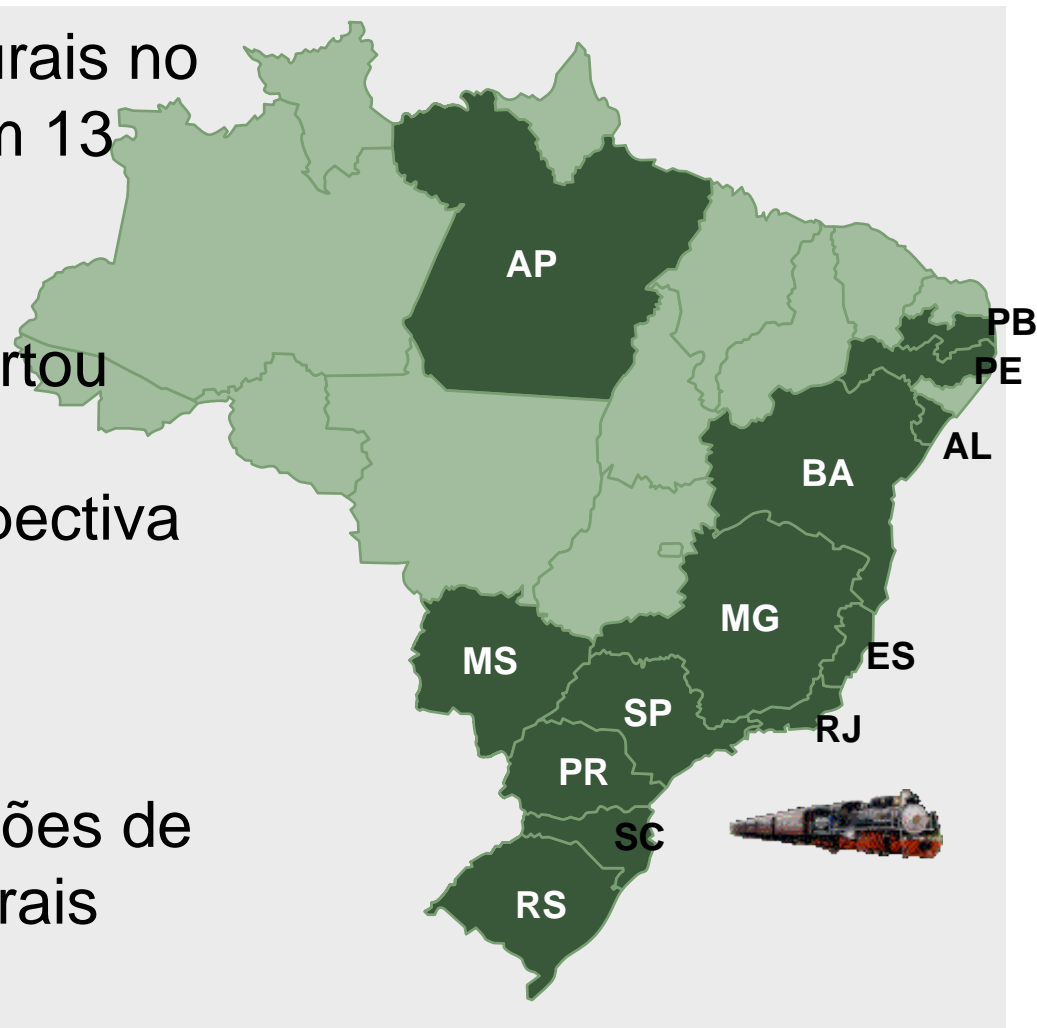 urais no
m 13
rtou
pectiva
ões de
rais
AP
PB
PE
AL
BA
MG
ES
MS
SP
RJ
PR
SC
RS